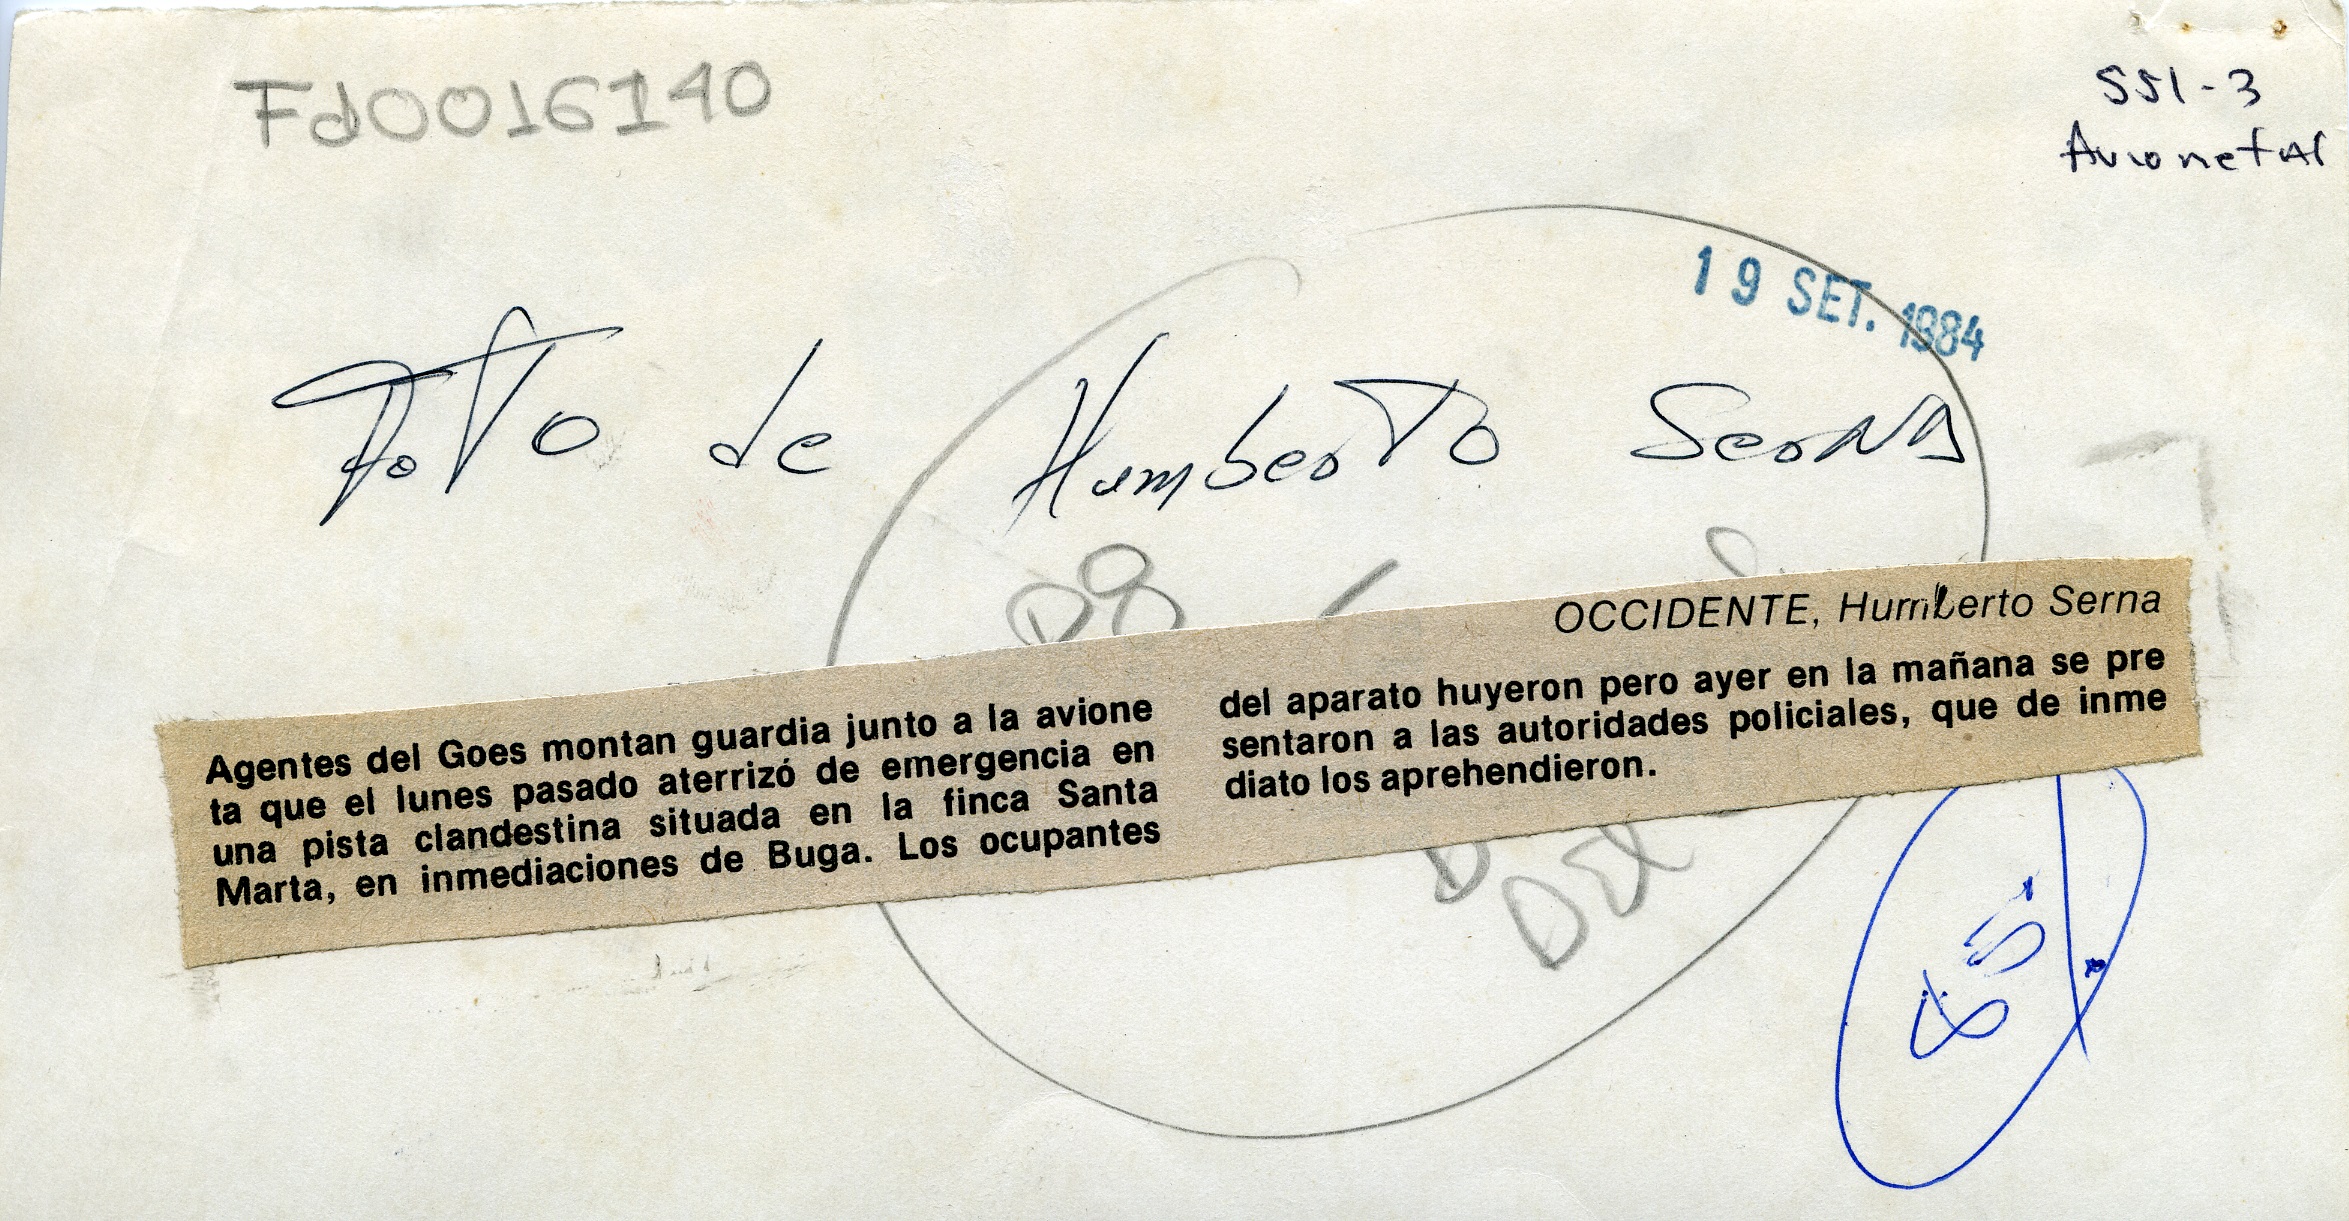 Fd0016140
551-3
Avionetas
19 SET. 1984
Foto de Humberto Serna
OCCIDENTE, Humberto Serna
Agentes del Goes montan guardia junto a la avione
ta que el lunes pasado aterrizó de emergencia en
una pista clandestina situada en la finca Santa
Marta, en inmediaciones de Buga. Los ocupantes
del aparato huyeron pero ayer en la mañana se pre
sentaron a las autoridades policiales, que de inme
diato los aprehendieron.